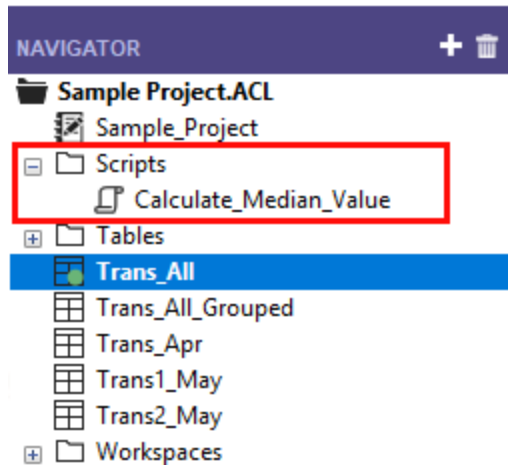 NAVIGATOR
Sample Project.ACL
Sample_Project
Scripts
Calculate_Median_Value
Tables
Trans_All
Trans_All_Grouped
Trans_Apr
Trans1_May
Trans2_May
Workspaces